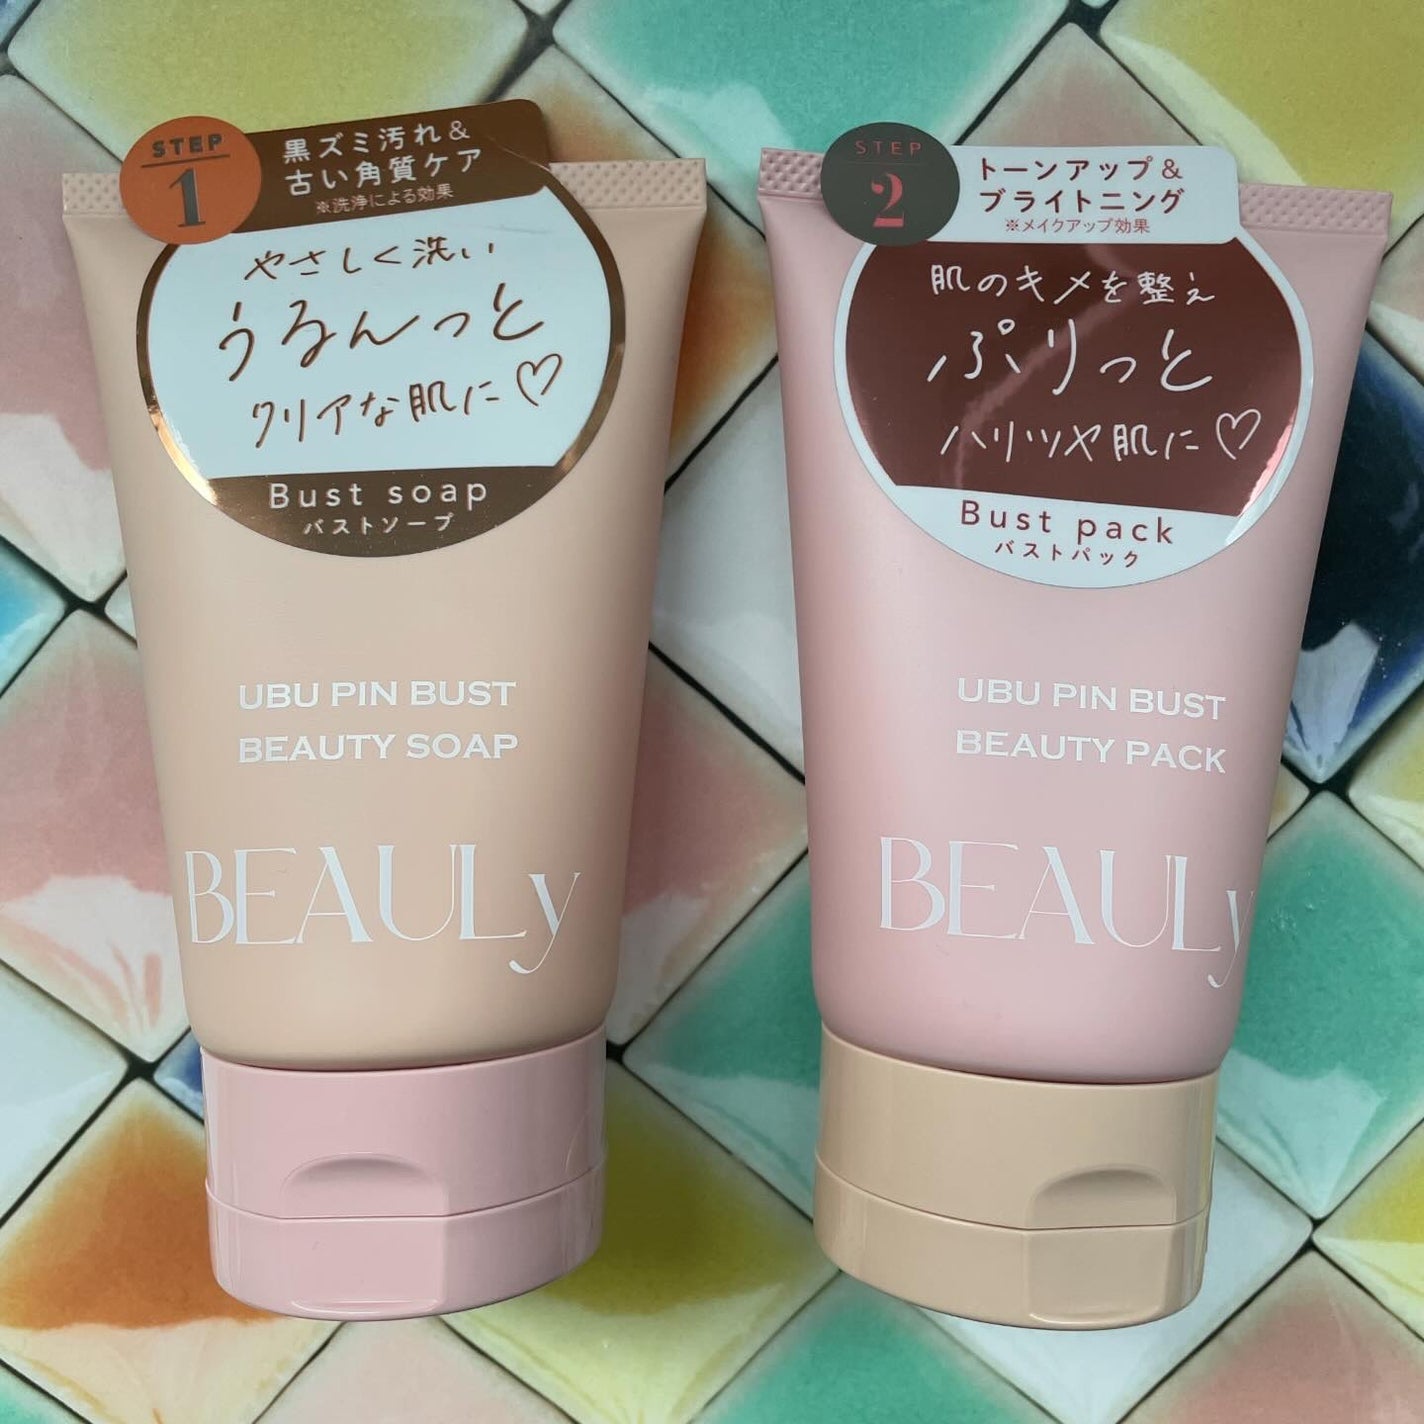 STEP
1
黒ズミ汚れ&
古い角質ケア
※洗浄による効果
やさしく洗い
うるんっと
クリアな肌に♡
Bust soap
バストソープ
UBU PIN BUST
BEAUTY SOAP
BEAULy
STEP
2
トーンアップ&
ブライトニング
※メイクアップ効果
肌のキメを整え
ぷりっと
ハリツヤ肌に♡
Bust pack
バストパック
UBU PIN BUST
BEAUTY PACK
BEAULy